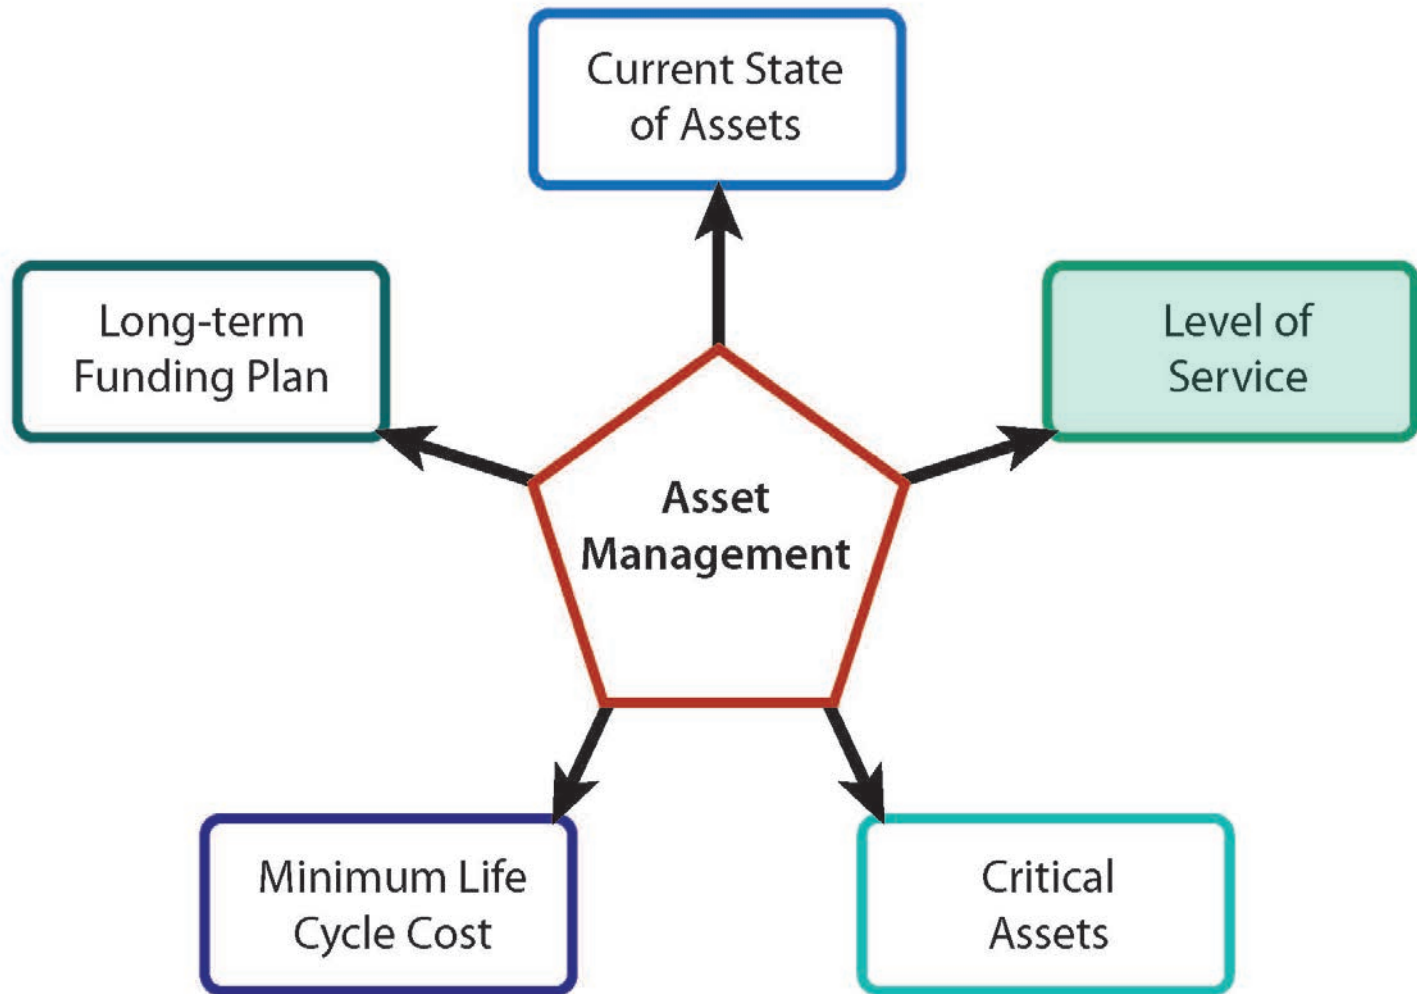 Current State
of Assets
Long-term
Funding Plan
Level of
Service
Asset
Management
Minimum Life
Cycle Cost
Critical
Assets